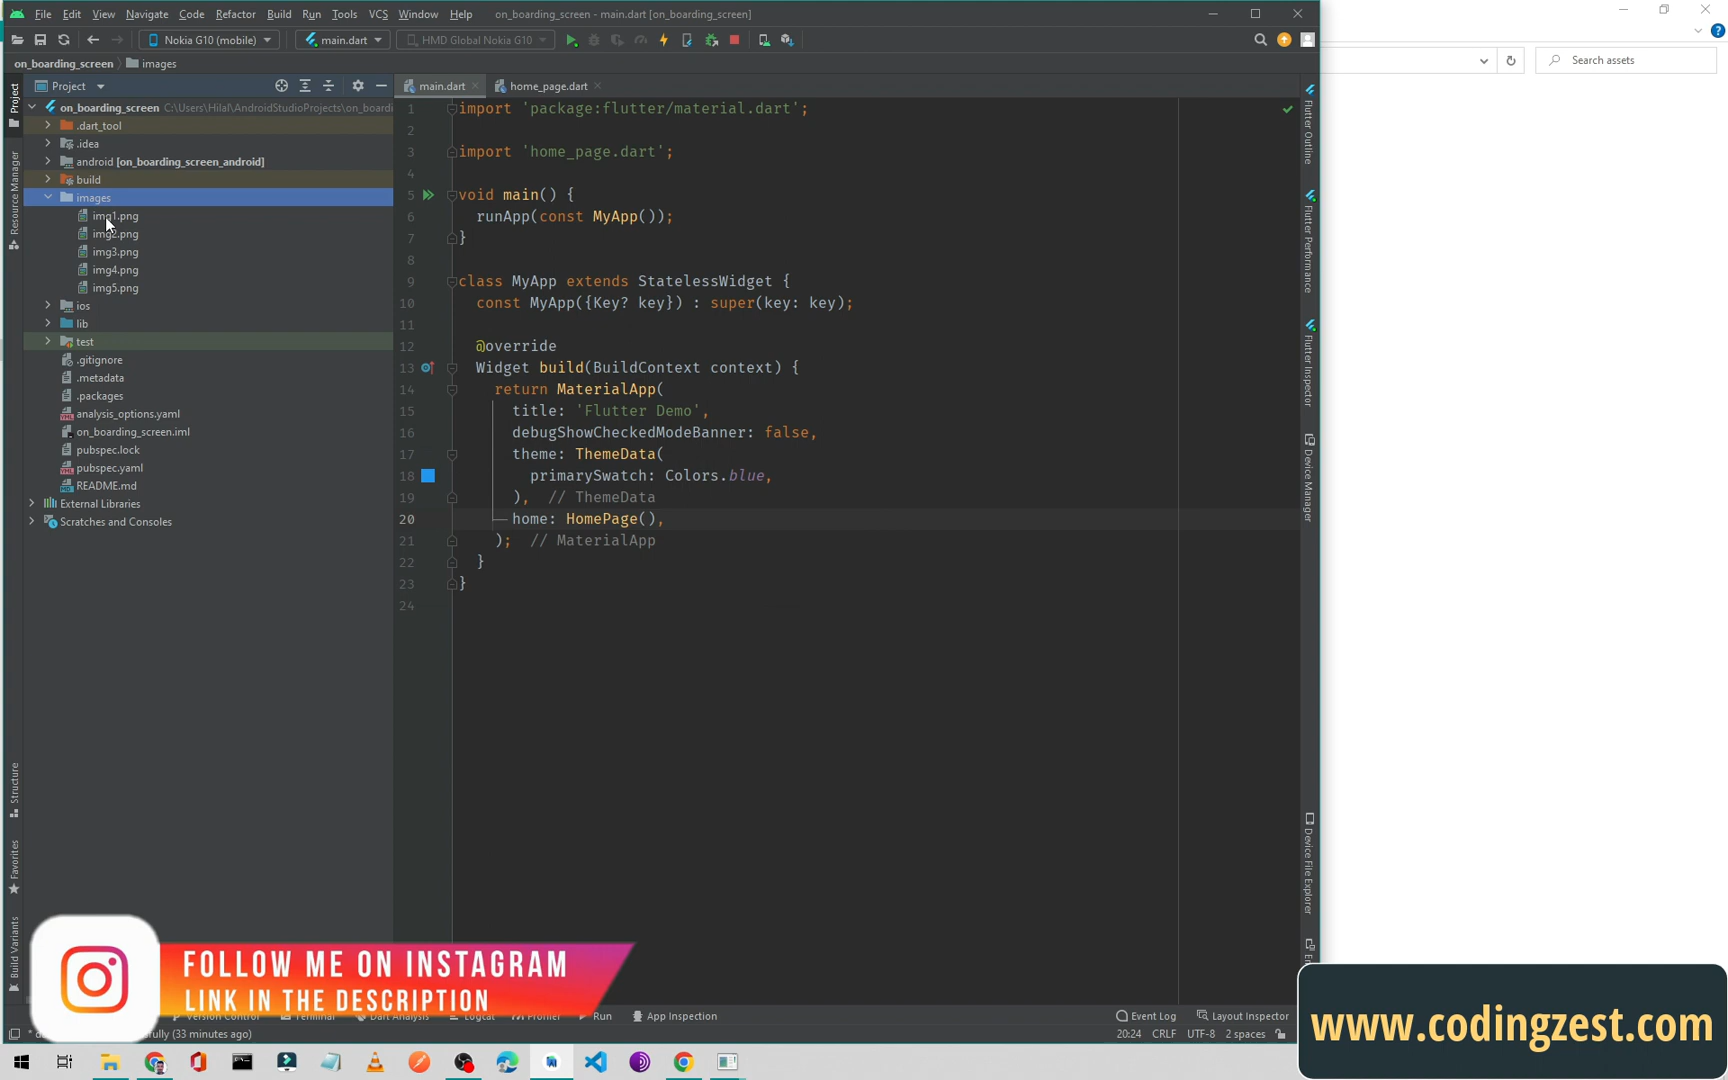 File Edit View Navigate Code Refactor Build Run Tools VCS Window Help on_boarding_screen - main.dart [on_boarding_screen]
Nokia G10 (mobile) main.dart HMD Global Nokia G10
on_boarding_screen images
Search assets
Project main.dart home_page.dart
on_boarding_screen C:\Users\Hilal\AndroidStudioProjects\on_boardi
.dart_tool
.idea
android [on_boarding_screen_android]
build
images
img1.png
img2.png
img3.png
img4.png
img5.png
ios
lib
test
.gitignore
.metadata
.packages
analysis_options.yaml
on_boarding_screen.iml
pubspec.lock
pubspec.yaml
README.md
External Libraries
Scratches and Consoles
Project
Resource Manager
Structure
Favorites
Build Variants
1 import 'package:flutter/material.dart';
2
3 import 'home_page.dart';
4
5 void main() {
6 runApp(const MyApp());
7 }
8
9 class MyApp extends StatelessWidget {
10 const MyApp({Key? key}) : super(key: key);
11
12 @override
13 Widget build(BuildContext context) {
14 return MaterialApp(
15 title: 'Flutter Demo',
16 debugShowCheckedModeBanner: false,
17 theme: ThemeData(
18 primarySwatch: Colors.blue,
19 ), // ThemeData
20 home: HomePage(),
21 ); // MaterialApp
22 }
23 }
24
Flutter Outline
Flutter Performance
Flutter Inspector
Device Manager
Device File Explorer
FOLLOW ME ON INSTAGRAM
LINK IN THE DESCRIPTION
Version Control Terminal Dart Analysis Logcat Profiler Run App Inspection Event Log Layout Inspector
(33 minutes ago) 20:24 CRLF UTF-8 2 spaces
www.codingzest.com